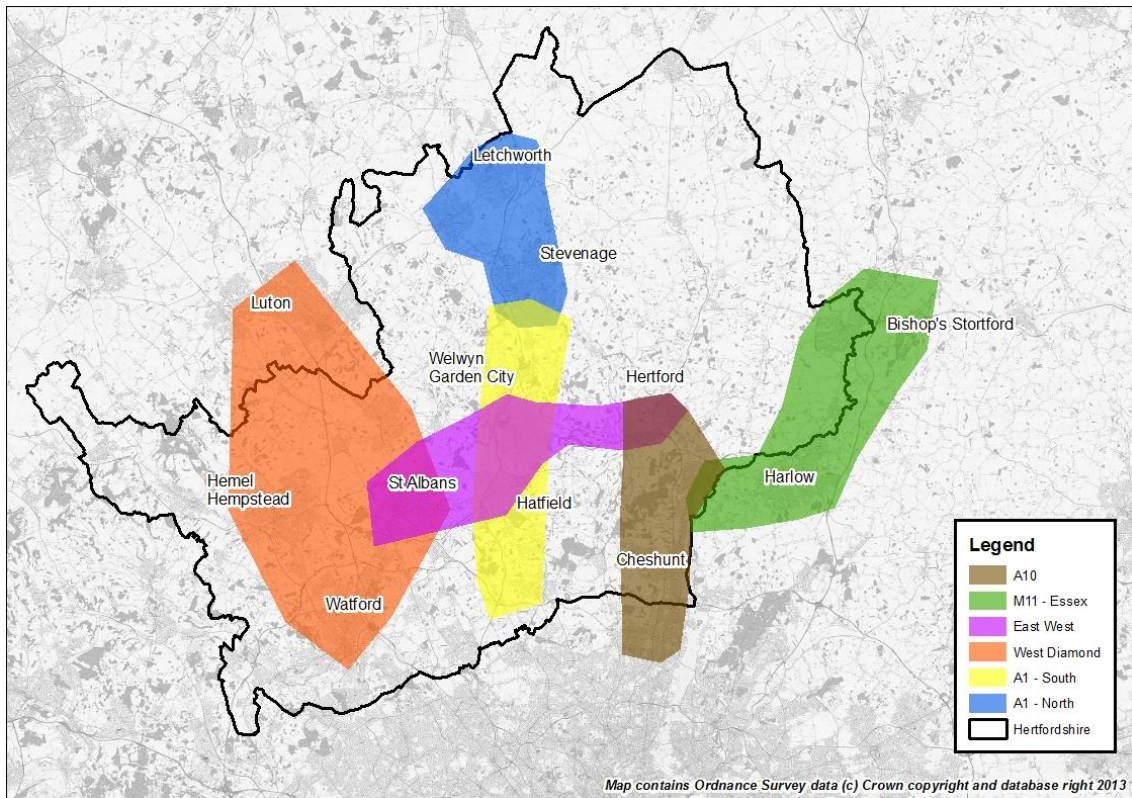 Letchworth
Stevenage
Luton
Bishop's Stortford
Welwyn
Garden City
Hertford
Hemel
Hempstead
St Albans
Hatfield
Harlow
Cheshunt
Watford
Legend
A10
M11 - Essex
East West
West Diamond
A1 - South
A1 - North
Hertfordshire
Map contains Ordnance Survey data (c) Crown copyright and database right 2013